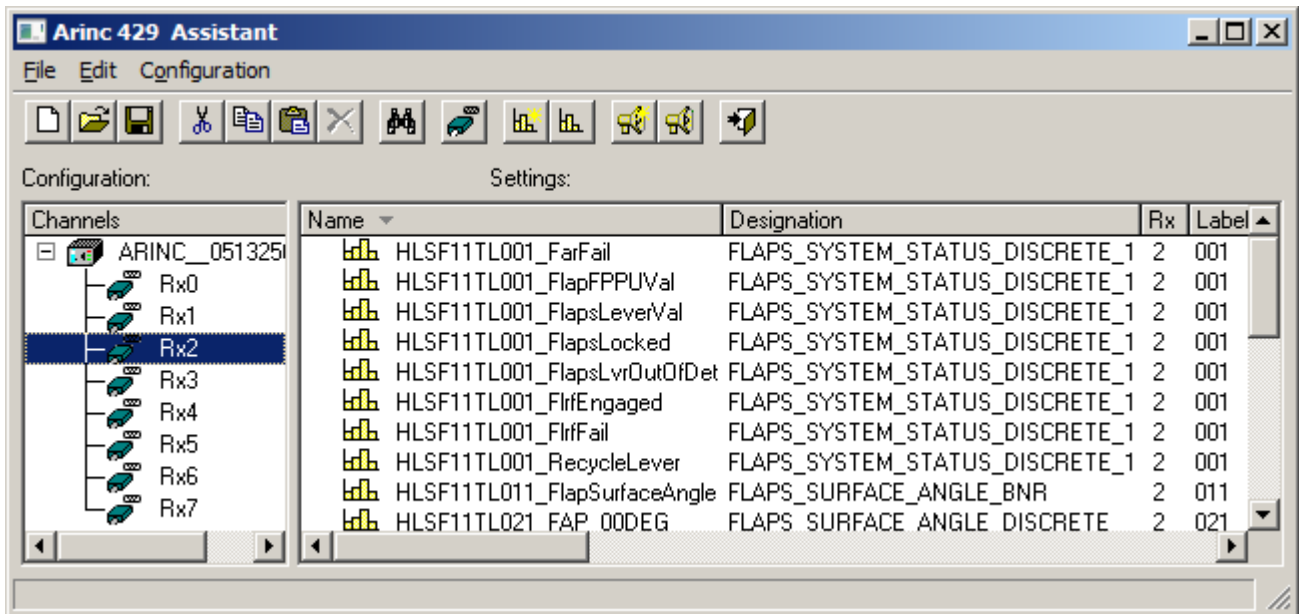 Arinc 429 Assistant
File Edit Configuration
Configuration: Settings:
Channels Name Designation Rx Label
ARINC__051325 HLSF11TL001_FarFail FLAPS_SYSTEM_STATUS_DISCRETE_1 2 001
Rx0 HLSF11TL001_FlapFPPUVal FLAPS_SYSTEM_STATUS_DISCRETE_1 2 001
Rx1 HLSF11TL001_FlapsLeverVal FLAPS_SYSTEM_STATUS_DISCRETE_1 2 001
Rx2 HLSF11TL001_FlapsLocked FLAPS_SYSTEM_STATUS_DISCRETE_1 2 001
Rx3 HLSF11TL001_FlapsLvrOutOfDet FLAPS_SYSTEM_STATUS_DISCRETE_1 2 001
Rx4 HLSF11TL001_FlrfEngaged FLAPS_SYSTEM_STATUS_DISCRETE_1 2 001
Rx5 HLSF11TL001_FlrfFail FLAPS_SYSTEM_STATUS_DISCRETE_1 2 001
Rx6 HLSF11TL001_RecycleLever FLAPS_SYSTEM_STATUS_DISCRETE_1 2 001
Rx7 HLSF11TL011_FlapSurfaceAngle FLAPS_SURFACE_ANGLE_BNR 2 011
HLSF11TL021_FAP_00DEG FLAPS_SURFACE_ANGLE_DISCRETE 2 021